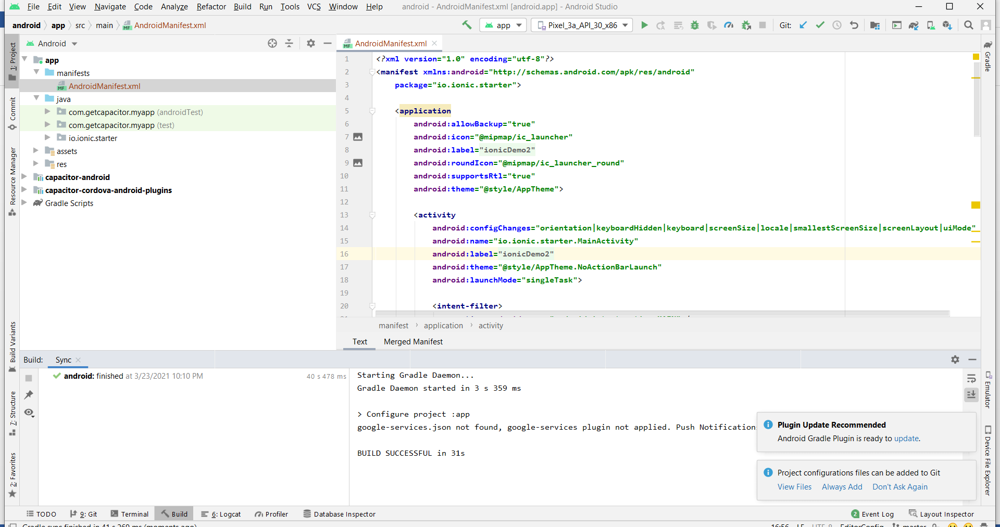 File Edit View Navigate Code Analyze Refactor Build Run Tools VCS Window Help android - AndroidManifest.xml [android.app] - Android Studio
android app src main AndroidManifest.xml app Pixel_3a_API_30_x86 Git:
1: Project
Commit
Resource Manager
Build Variants
7: Structure
2: Favorites
Android
app
manifests
AndroidManifest.xml
java
com.getcapacitor.myapp (androidTest)
com.getcapacitor.myapp (test)
io.ionic.starter
assets
res
capacitor-android
capacitor-cordova-android-plugins
Gradle Scripts
AndroidManifest.xml
1 <?xml version="1.0" encoding="utf-8"?>
2 <manifest xmlns:android="http://schemas.android.com/apk/res/android"
3 package="io.ionic.starter">
4
5 <application
6 android:allowBackup="true"
7 android:icon="@mipmap/ic_launcher"
8 android:label="ionicDemo2"
9 android:roundIcon="@mipmap/ic_launcher_round"
10 android:supportsRtl="true"
11 android:theme="@style/AppTheme">
12
13 <activity
14 android:configChanges="orientation|keyboardHidden|keyboard|screenSize|locale|smallestScreenSize|screenLayout|uiMode"
15 android:name="io.ionic.starter.MainActivity"
16 android:label="ionicDemo2"
17 android:theme="@style/AppTheme.NoActionBarLaunch"
18 android:launchMode="singleTask">
19
20 <intent-filter>
manifest application activity
Text Merged Manifest
Gradle
Emulator
Device File Explorer
Build: Sync
android: finished at 3/23/2021 10:10 PM 40 s 478 ms
Starting Gradle Daemon...
Gradle Daemon started in 3 s 359 ms
> Configure project :app
google-services.json not found, google-services plugin not applied. Push Notification
BUILD SUCCESSFUL in 31s
Plugin Update Recommended
Android Gradle Plugin is ready to update.
Project configurations files can be added to Git
View Files Always Add Don't Ask Again
TODO 9: Git Terminal Build 6: Logcat Profiler Database Inspector 2 Event Log Layout Inspector
Gradle sync finished in 41 s 269 ms (moments ago) 16:56 LF UTF-8 EditorConfig master